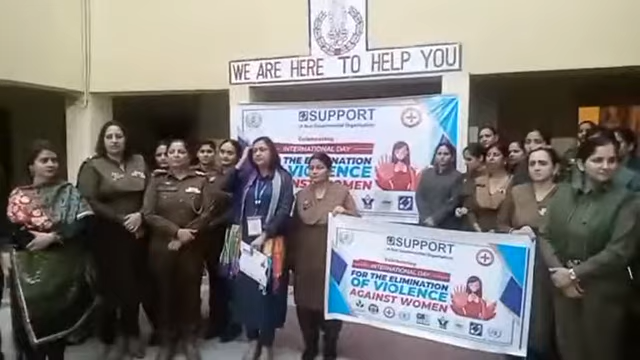 WE ARE HERE TO HELP YOU
SUPPORT
INTERNATIONAL DAY
THE ELIMINATION
OF VIOLENCE
WOMEN
SUPPORT
INTERNATIONAL DAY
FOR THE ELIMINATION
OF VIOLENCE
AGAINST WOMEN